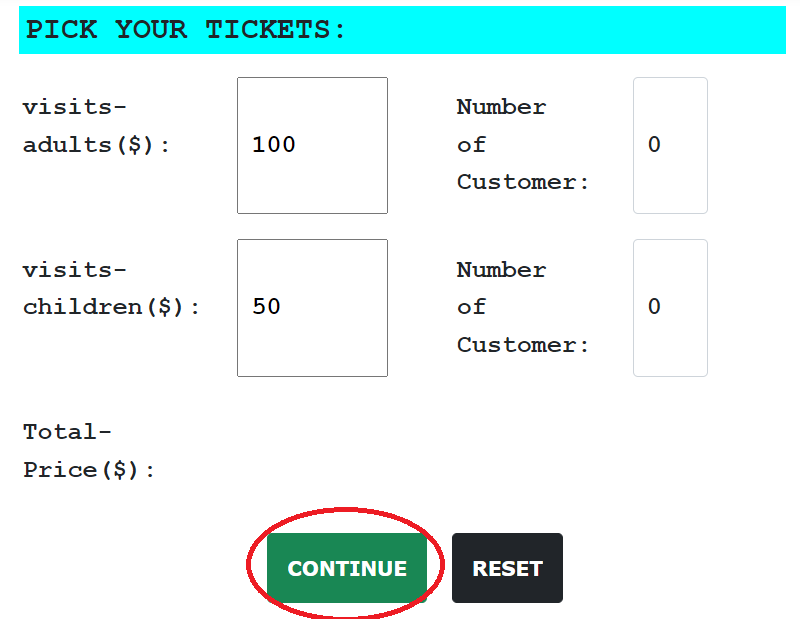 PICK YOUR TICKETS:
visits-
adults($):
100
Number
of
Customer:
0
visits-
children($):
50
Number
of
Customer:
0
Total-
Price($):
CONTINUE
RESET